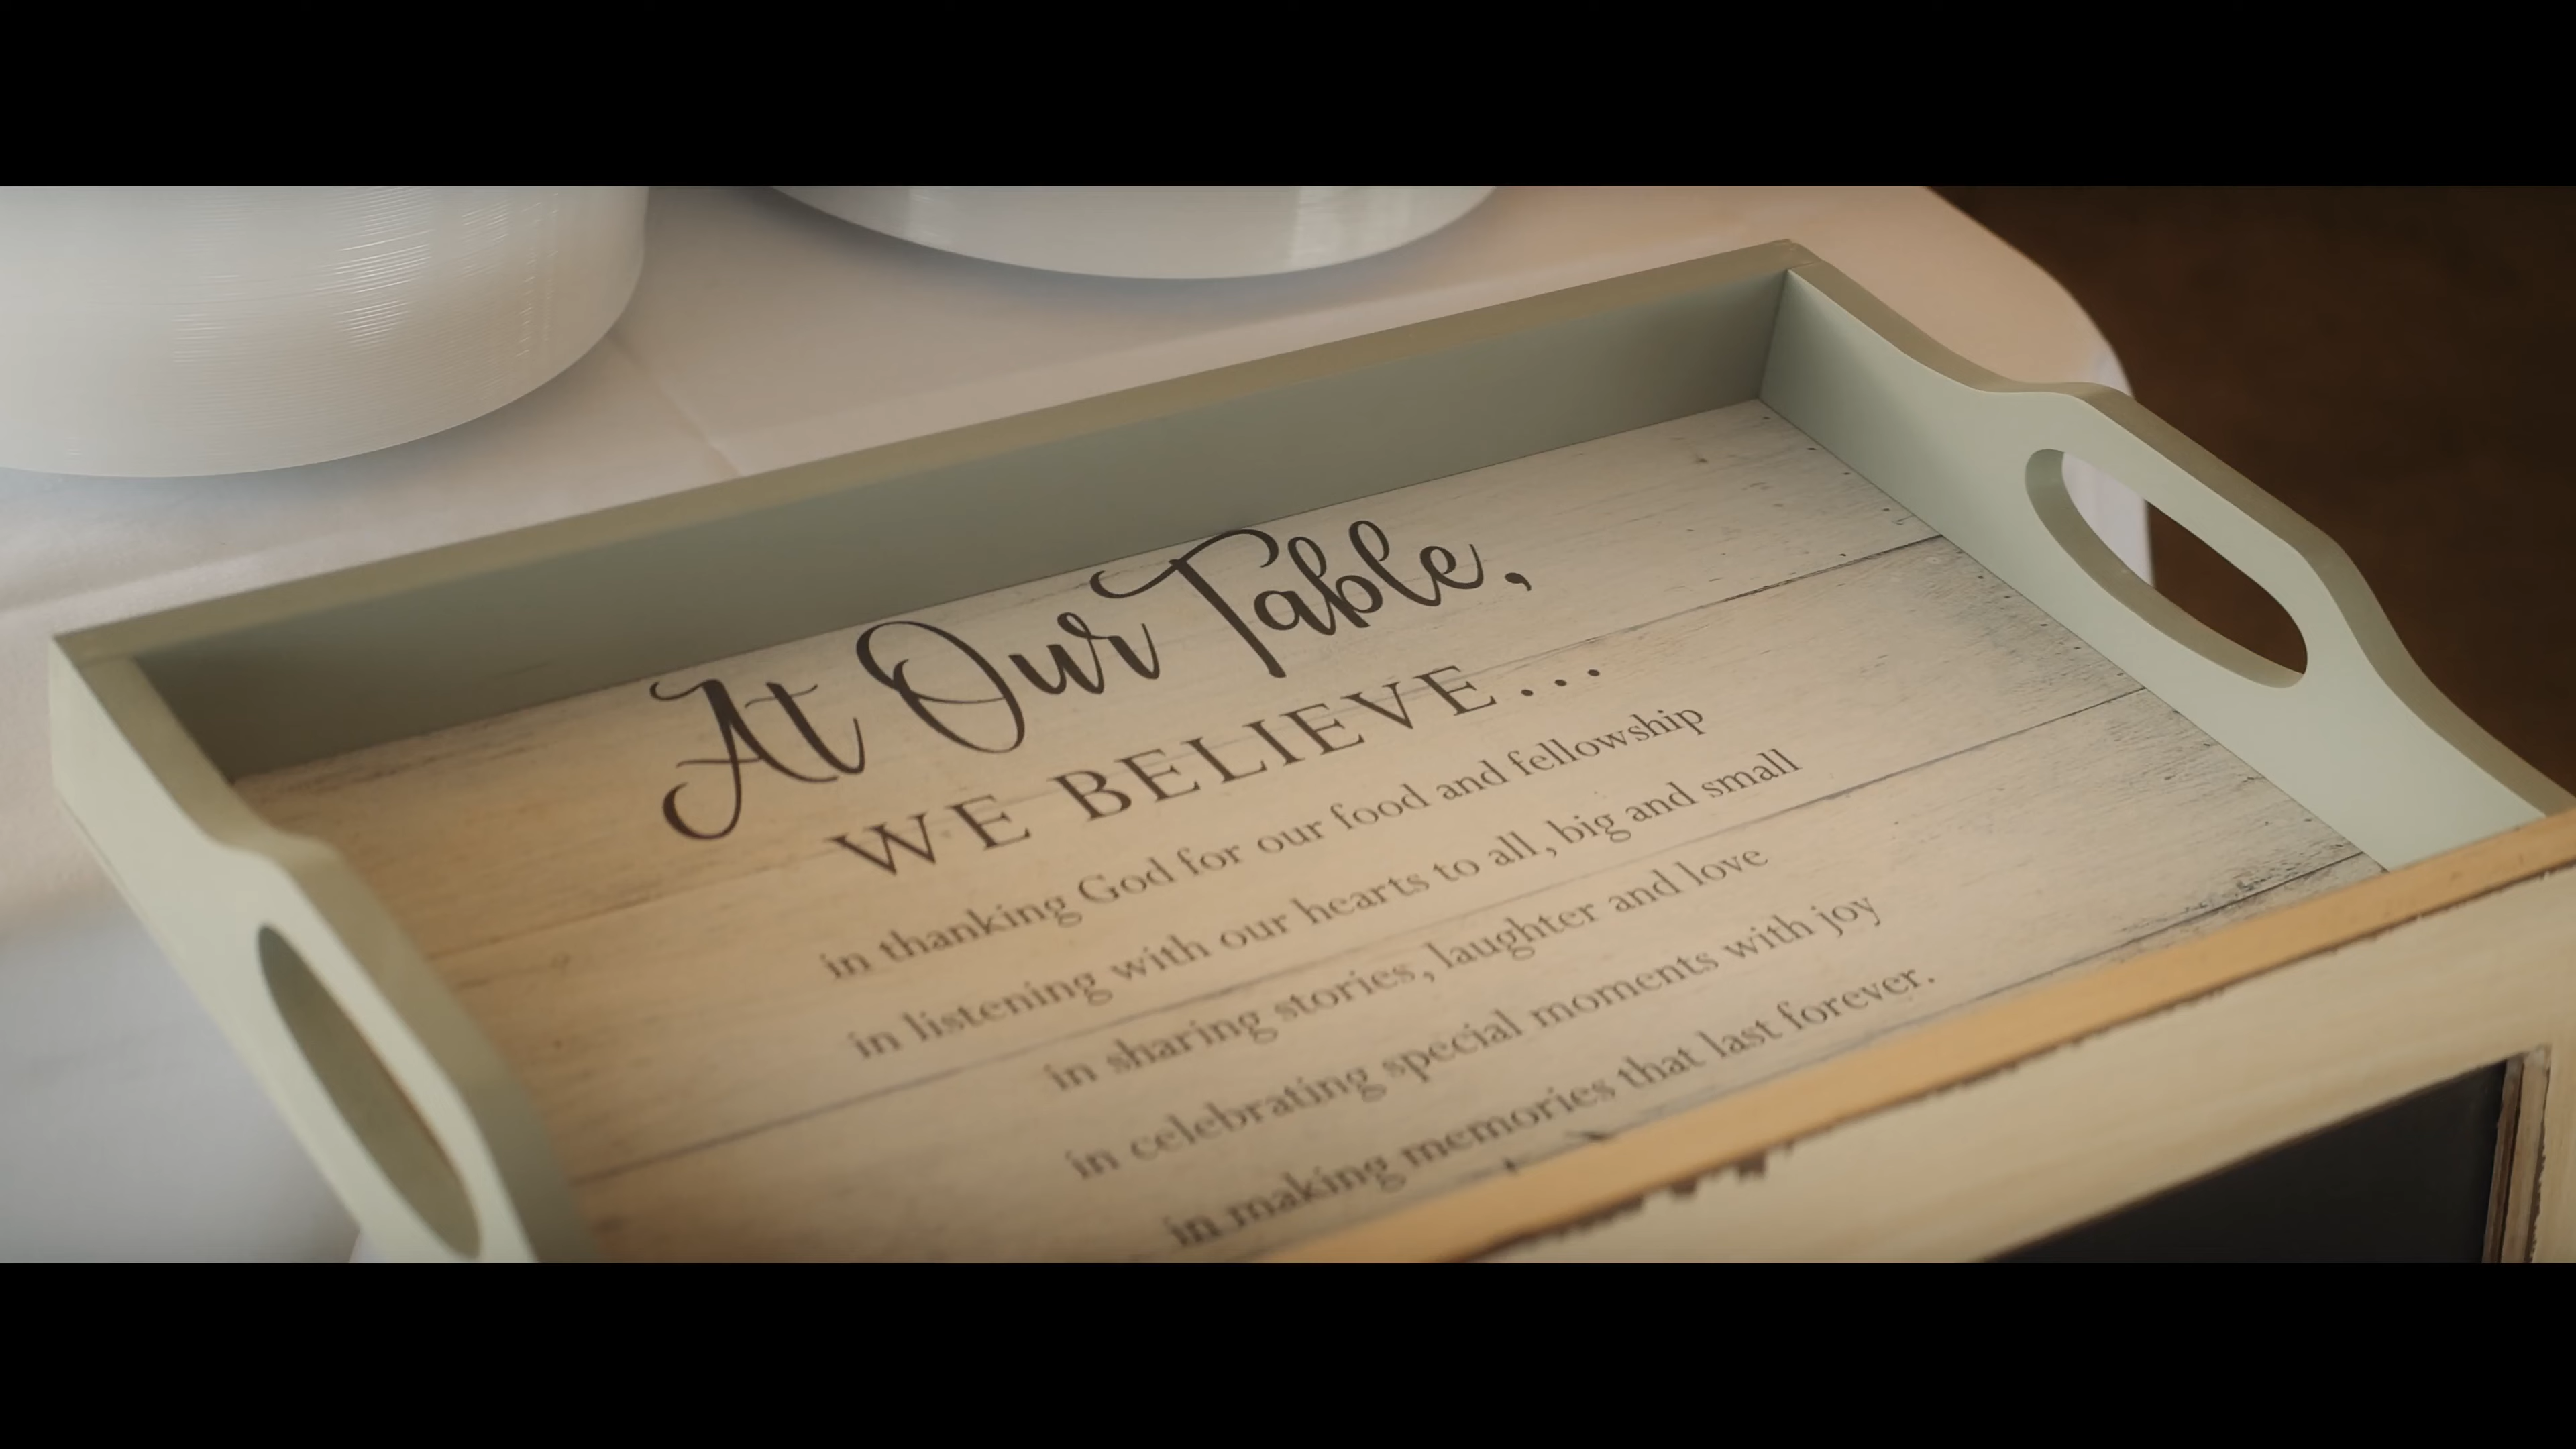 At Our Table,
WE BELIEVE...
in thanking God for our food and fellowship
in listening with our hearts to all, big and small
in sharing stories, laughter and love
in celebrating special moments with joy
in making memories that last forever.